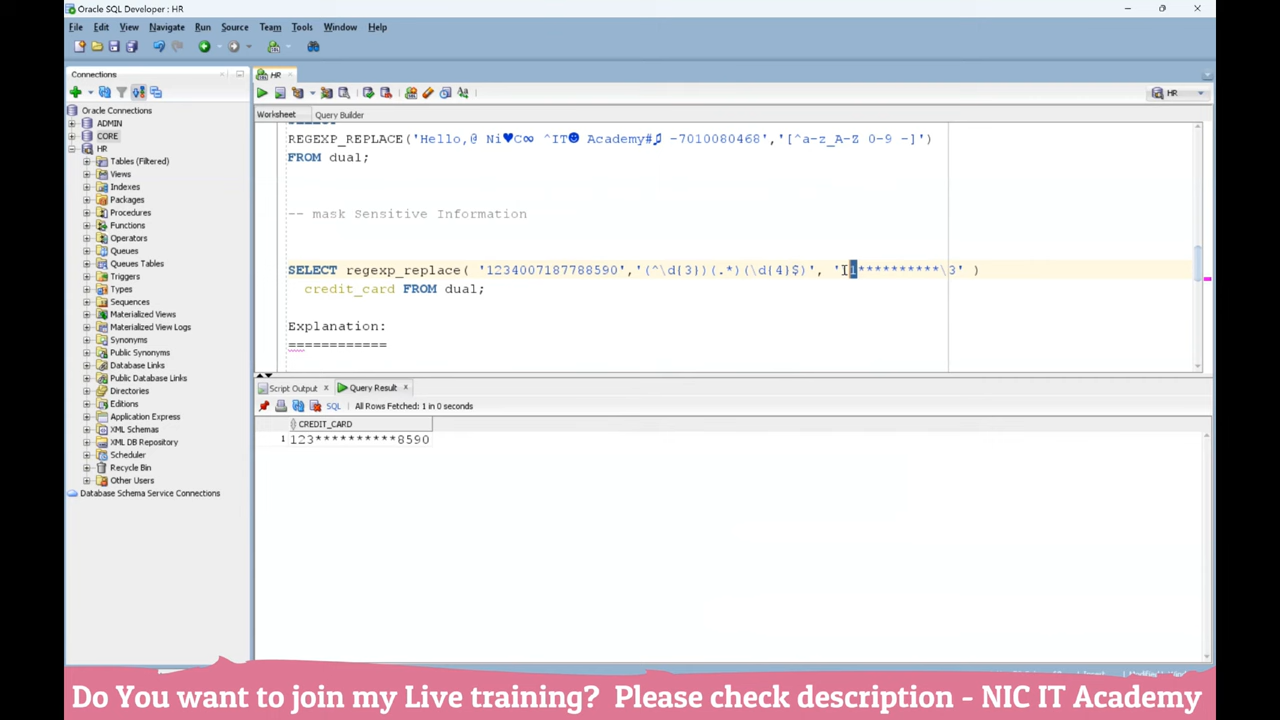 Oracle SQL Developer : HR
File Edit View Navigate Run Source Team Tools Window Help
Connections
HR
HR
Worksheet Query Builder
Oracle Connections
ADMIN
CORE
HR
Tables (Filtered)
Views
Indexes
Packages
Procedures
Functions
Operators
Queues
Queues Tables
Triggers
Types
Sequences
Materialized Views
Materialized View Logs
Synonyms
Public Synonyms
Database Links
Public Database Links
Directories
Editions
Application Express
XML Schemas
XML DB Repository
Scheduler
Recycle Bin
Other Users
Database Schema Service Connections
REGEXP_REPLACE('Hello,@ Ni♥C∞ ^IT☻ Academy#♫ -7010080468','[^a-z_A-Z 0-9 -]')
FROM dual;
-- mask Sensitive Information
SELECT regexp_replace( '1234007187788590','(^\d{3})(.*)(\d{4}$)', '\1**********\3' )
credit_card FROM dual;
Explanation:
============
Script Output Query Result
SQL All Rows Fetched: 1 in 0 seconds
CREDIT_CARD
1 123**********8590
Do You want to join my Live training? Please check description - NIC IT Academy